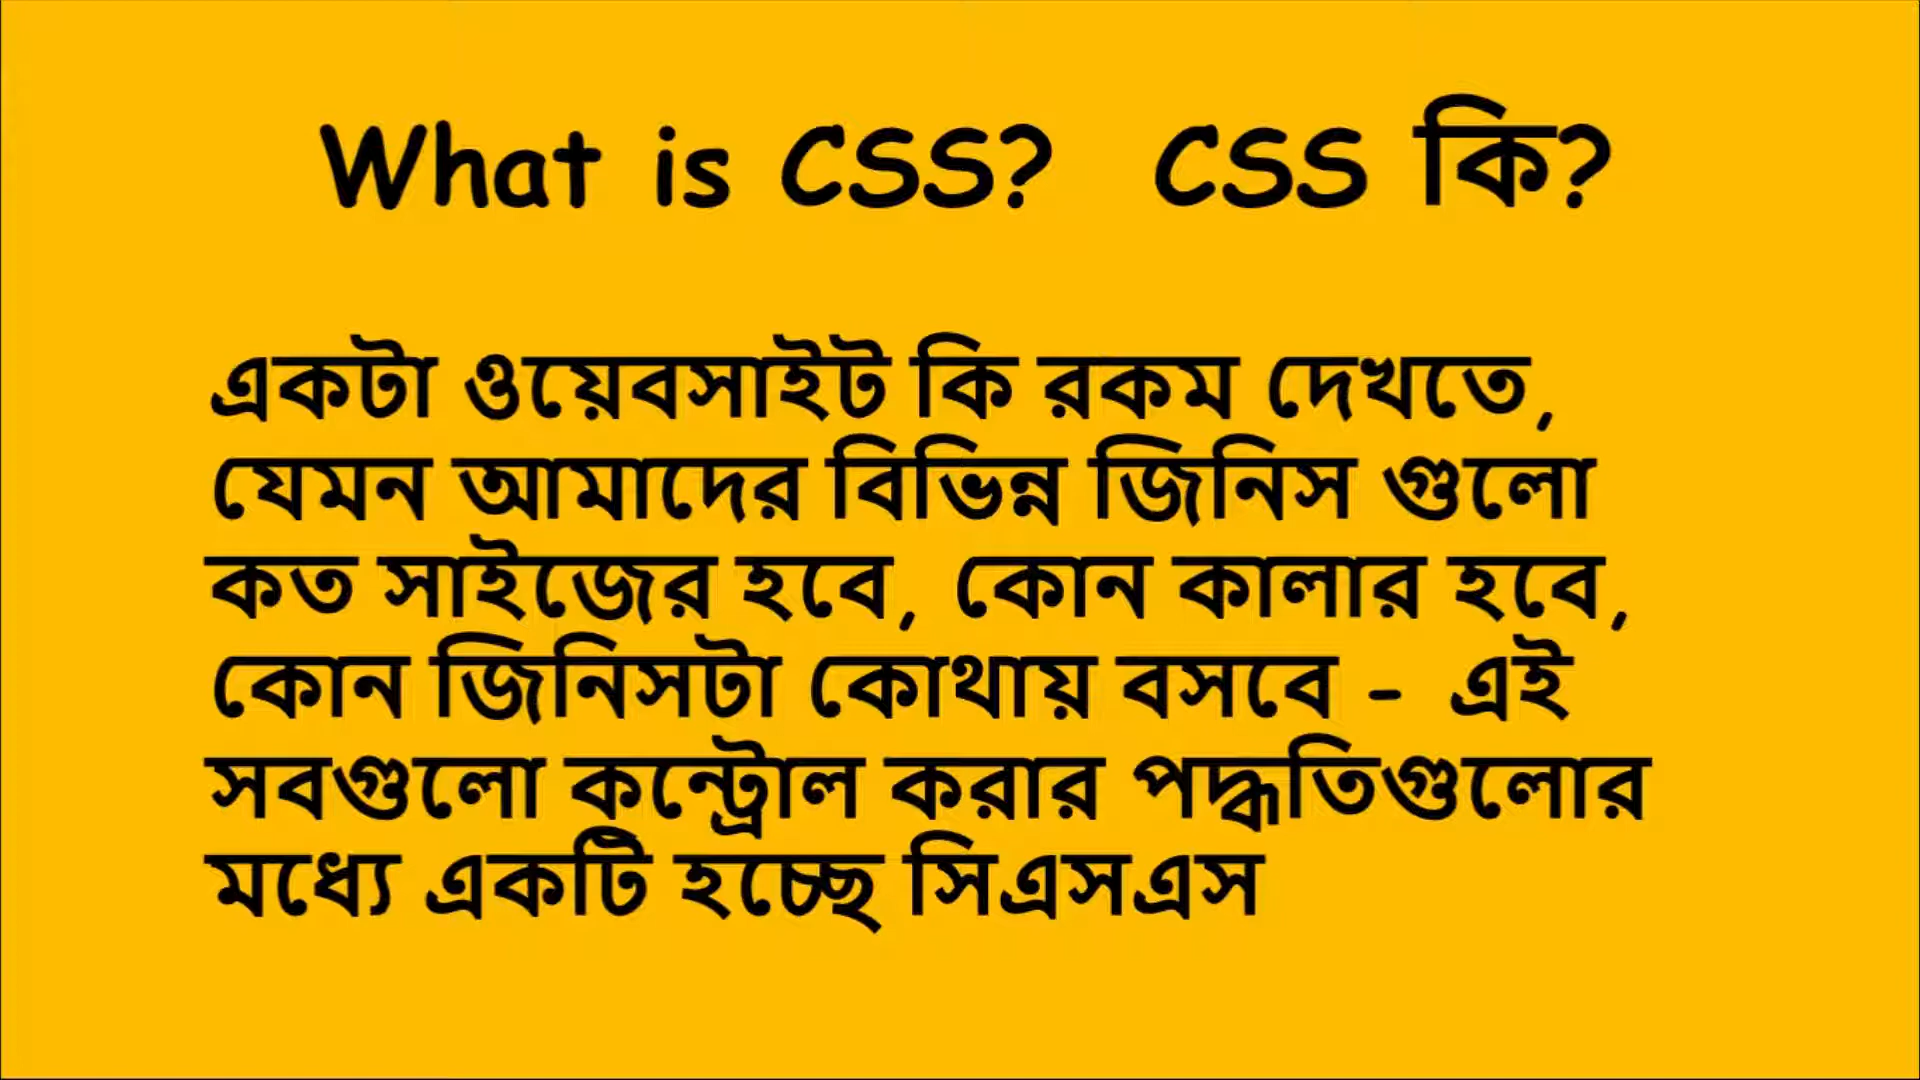 What is CSS? CSS কি?
একটা ওয়েবসাইট কি রকম দেখতে,
যেমন আমাদের বিভিন্ন জিনিস গুলো
কত সাইজের হবে, কোন কালার হবে,
কোন জিনিসটা কোথায় বসবে - এই
সবগুলো কন্ট্রোল করার পদ্ধতিগুলোর
মধ্যে একটি হচ্ছে সিএসএস